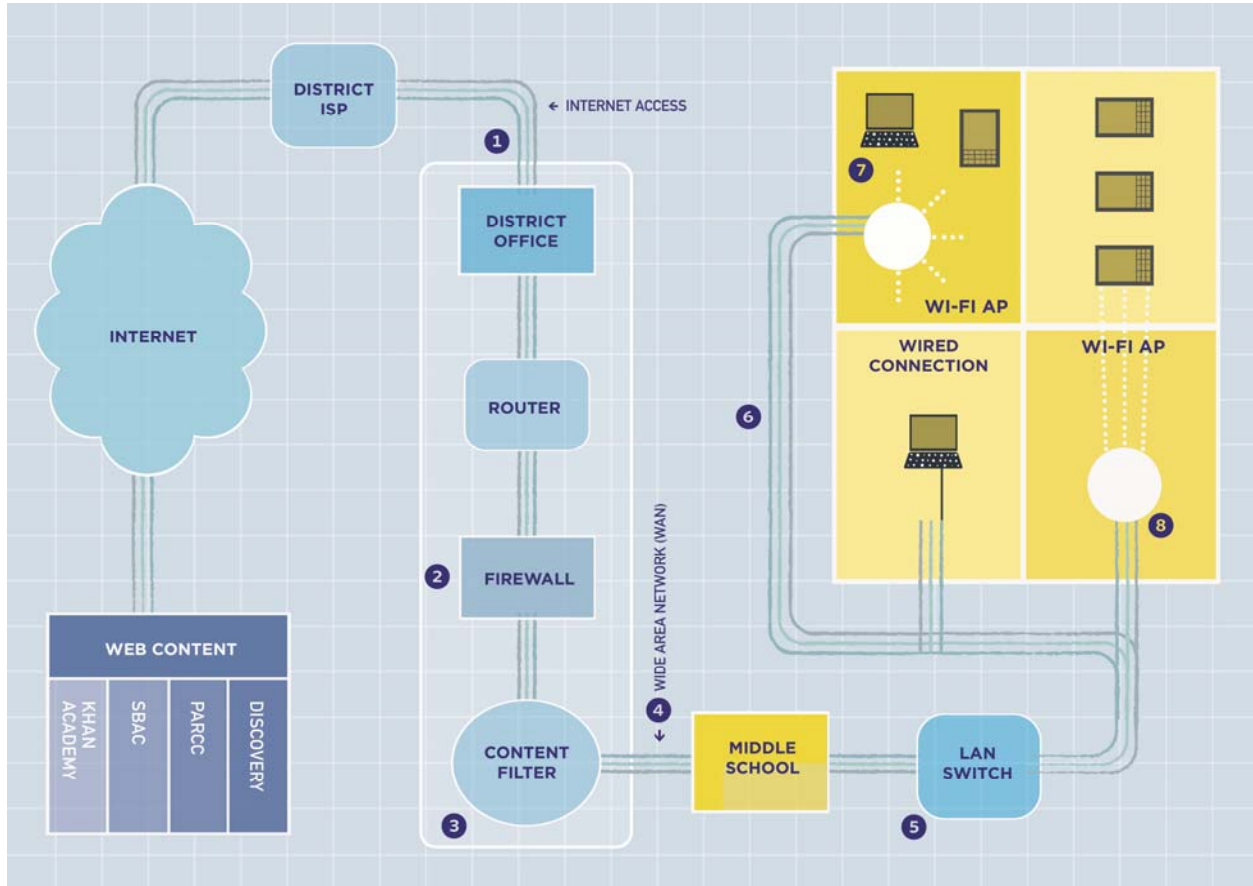 DISTRICT
ISP
← INTERNET ACCESS
1
DISTRICT
OFFICE
INTERNET
ROUTER
2
FIREWALL
WEB CONTENT
KHAN
ACADEMY
SBAC
PARCC
DISCOVERY
CONTENT
FILTER
3
WIDE AREA NETWORK (WAN)
4
↓
MIDDLE
SCHOOL
LAN
SWITCH
5
6
7
WI-FI AP
WIRED
CONNECTION
WI-FI AP
8